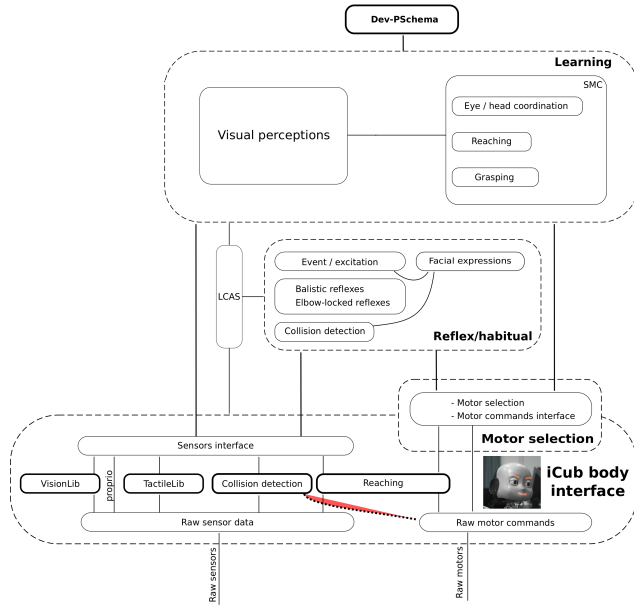 Dev-PSchema
Learning
SMC
Visual perceptions
Eye / head coordination
Reaching
Grasping
LCAS
Event / excitation
Facial expressions
Balistic reflexes
Elbow-locked reflexes
Collision detection
Reflex/habitual
- Motor selection
- Motor commands interface
Motor selection
Sensors interface
iCub body
interface
VisionLib
proprio
TactileLib
Collision detection
Reaching
Raw sensor data
Raw motor commands
Raw sensors
Raw motors